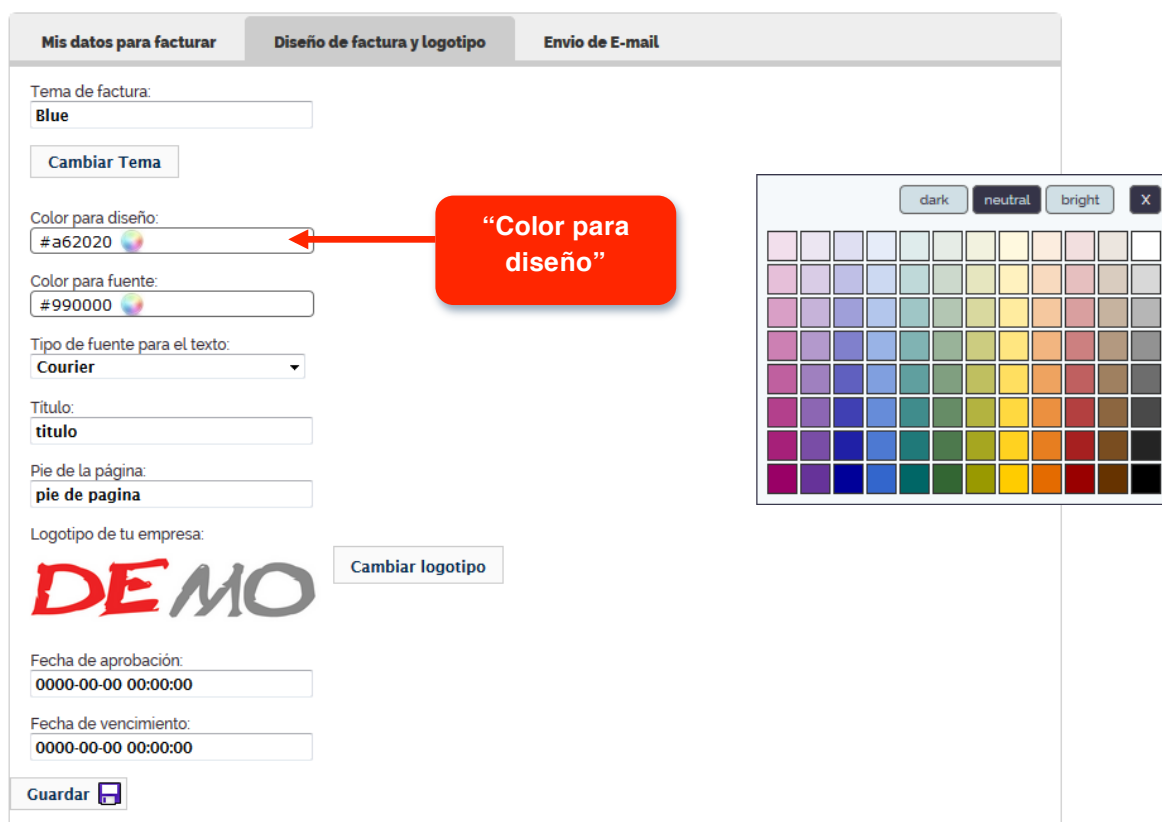 Mis datos para facturar
Diseño de factura y logotipo
Envio de E-mail
Tema de factura:
Blue
Cambiar Tema
Color para diseño:
#a62020
“Color para
diseño”
dark
neutral
bright
X
Color para fuente:
#990000
Tipo de fuente para el texto:
Courier
Título:
titulo
Pie de la página:
pie de pagina
Logotipo de tu empresa:
DEMO
Cambiar logotipo
Fecha de aprobación:
0000-00-00 00:00:00
Fecha de vencimiento:
0000-00-00 00:00:00
Guardar